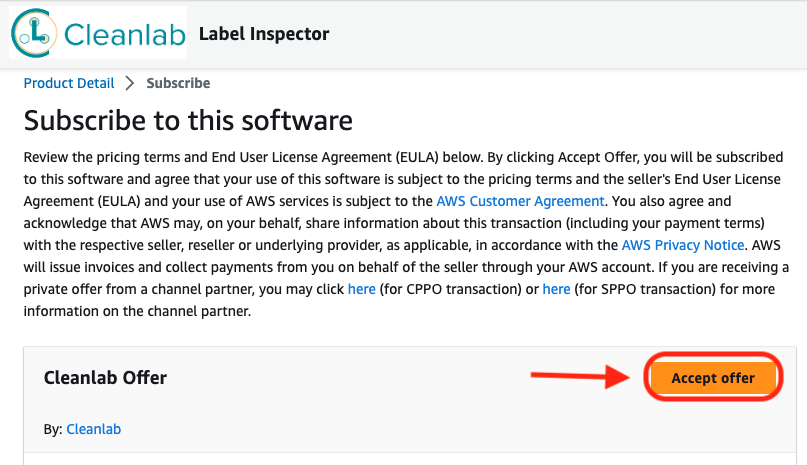 Cleanlab Label Inspector
Product Detail > Subscribe
Subscribe to this software
Review the pricing terms and End User License Agreement (EULA) below. By clicking Accept Offer, you will be subscribed
to this software and agree that your use of this software is subject to the pricing terms and the seller's End User License
Agreement (EULA) and your use of AWS services is subject to the AWS Customer Agreement. You also agree and
acknowledge that AWS may, on your behalf, share information about this transaction (including your payment terms)
with the respective seller, reseller or underlying provider, as applicable, in accordance with the AWS Privacy Notice. AWS
will issue invoices and collect payments from you on behalf of the seller through your AWS account. If you are receiving a
private offer from a channel partner, you may click here (for CPPO transaction) or here (for SPPO transaction) for more
information on the channel partner.
Cleanlab Offer
Accept offer
By: Cleanlab